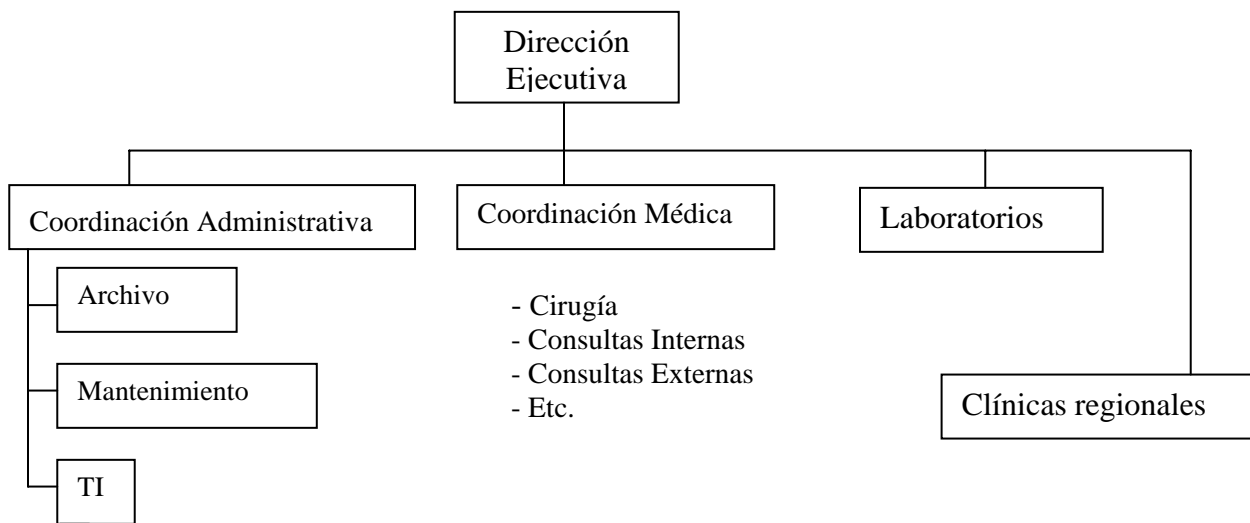 Dirección
Ejecutiva
Coordinación Administrativa
Coordinación Médica
Laboratorios
Archivo
- Cirugía
- Consultas Internas
- Consultas Externas
- Etc.
Mantenimiento
Clínicas regionales
TI